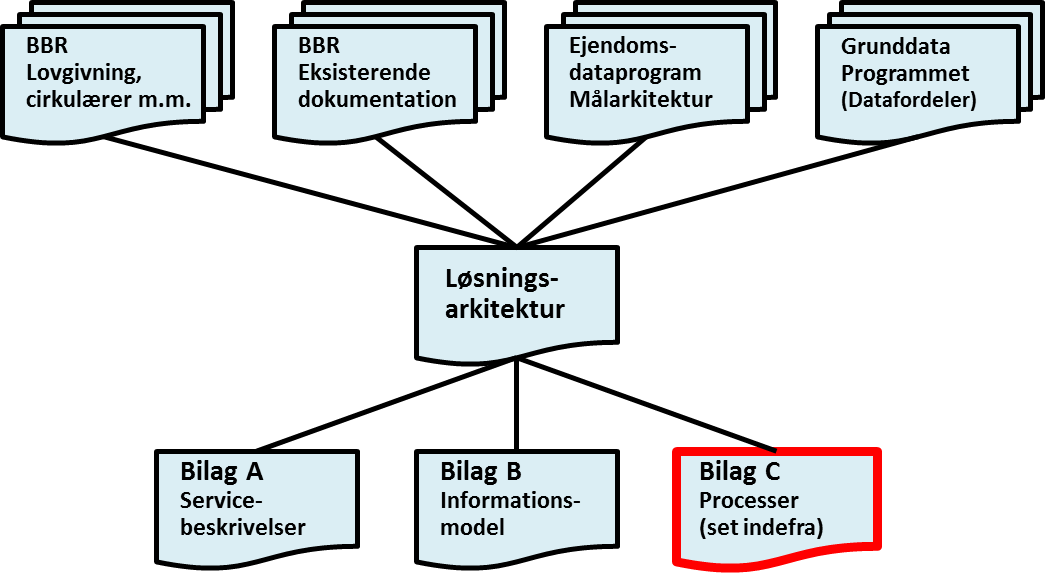 BBR
Lovgivning,
cirkulærer m.m.
BBR
Eksisterende
dokumentation
Ejendoms-
dataprogram
Målarkitektur
Grunddata
Programmet
(Datafordeler)
Løsnings-
arkitektur
Bilag A
Service-
beskrivelser
Bilag B
Informations-
model
Bilag C
Processer
(set indefra)